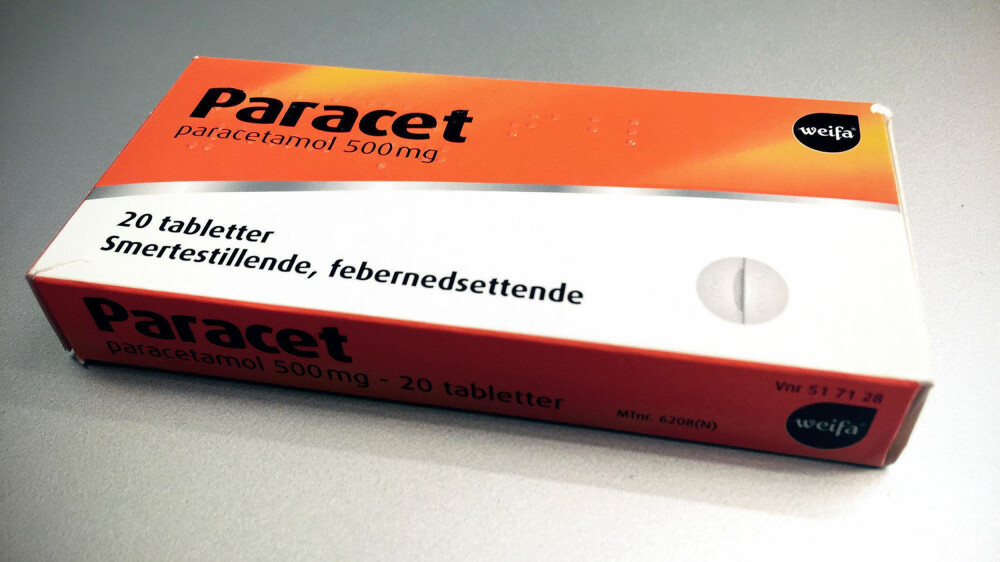 Paracet
paracetamol 500 mg
weifa
20 tabletter
Smertestillende, febernedsettende
Paracet
paracetamol 500 mg - 20 tabletter
MTnr. 6208(N)
Vnr 51 71 28
weifa